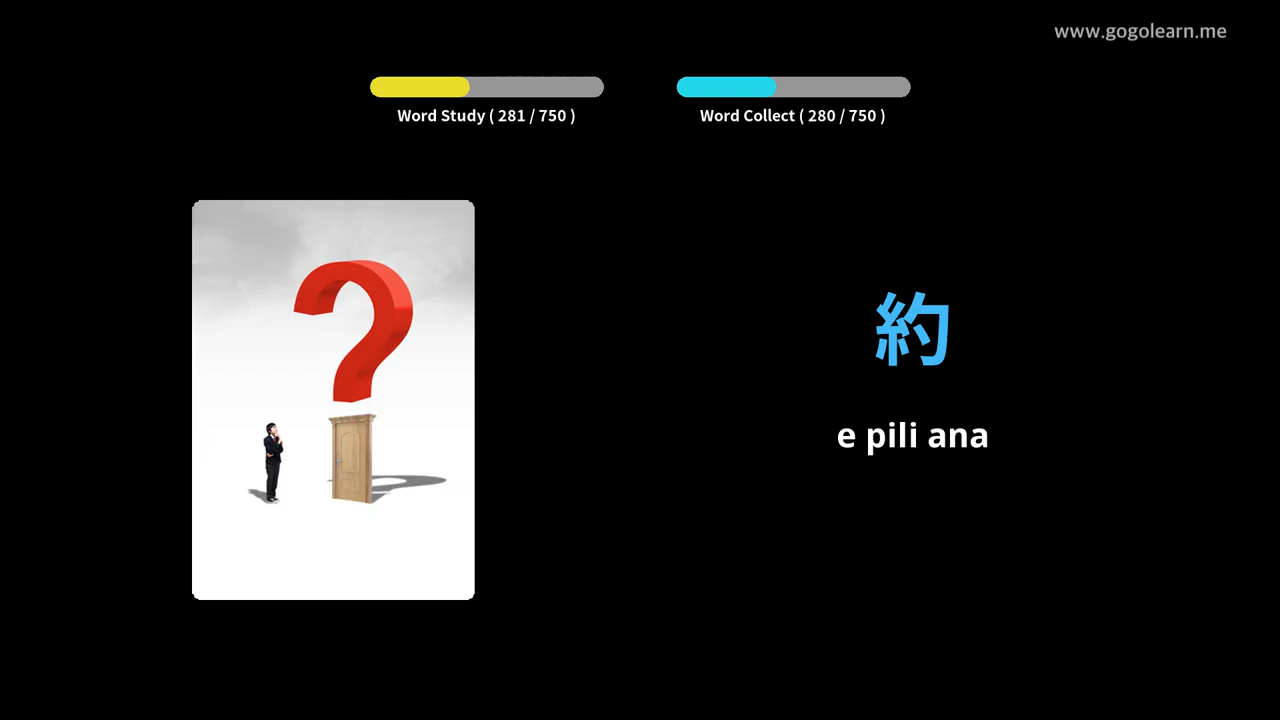 www.gogolearn.me
Word Study ( 281 / 750 )
Word Collect ( 280 / 750 )
?
約
e pili ana